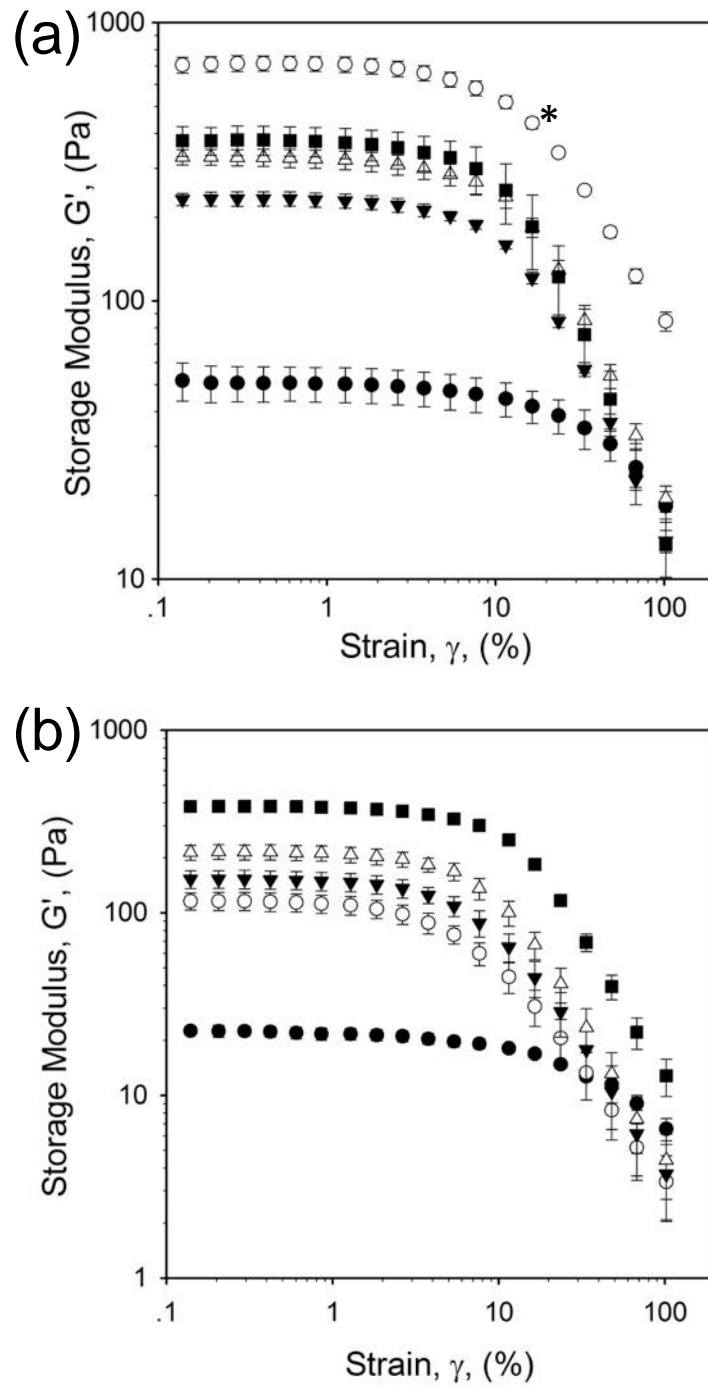 (a)
1000
*
100
10
Storage Modulus, G', (Pa)
.1 1 10 100
Strain, γ, (%)
(b)
1000
100
10
1
Storage Modulus, G', (Pa)
.1 1 10 100
Strain, γ, (%)